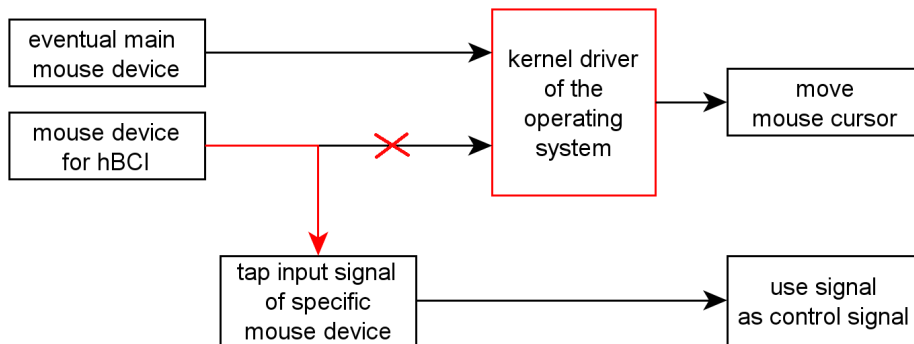 eventual main
mouse device
kernel driver
of the
operating
system
move
mouse cursor
mouse device
for hBCI
tap input signal
of specific
mouse device
use signal
as control signal